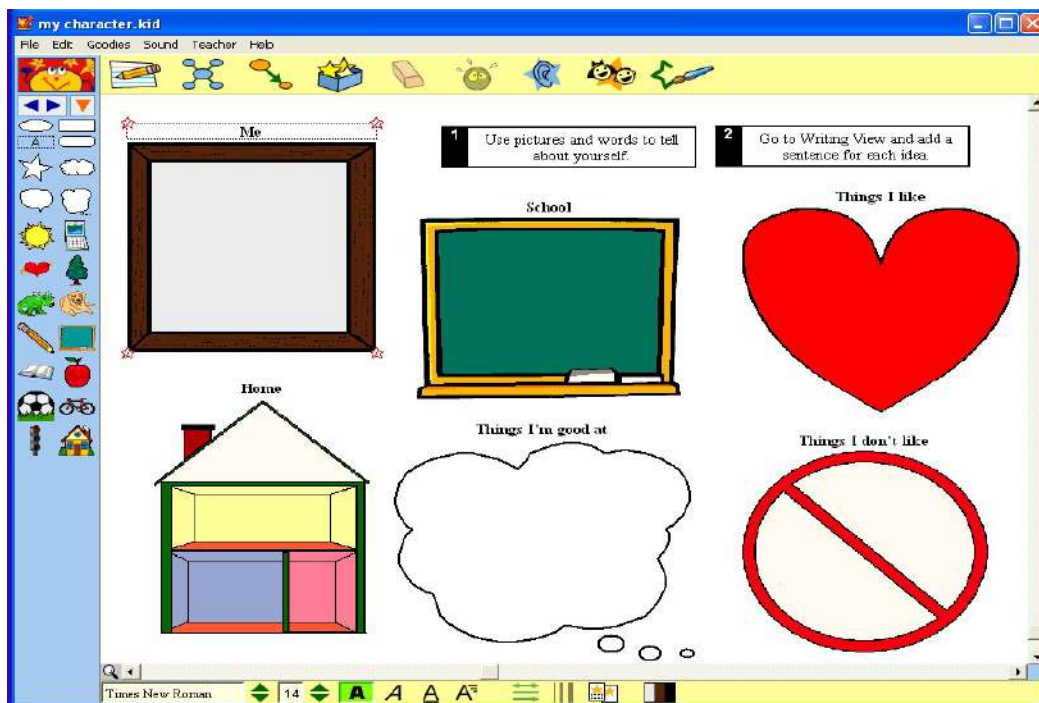 my character.kid
File Edit Goodies Sound Teacher Help
A
Me
1
Use pictures and words to tell
about yourself.
2
Go to Writing View and add a
sentence for each idea.
School
Things I like
Home
Things I'm good at
Things I don't like
Times New Roman 14 A A A A